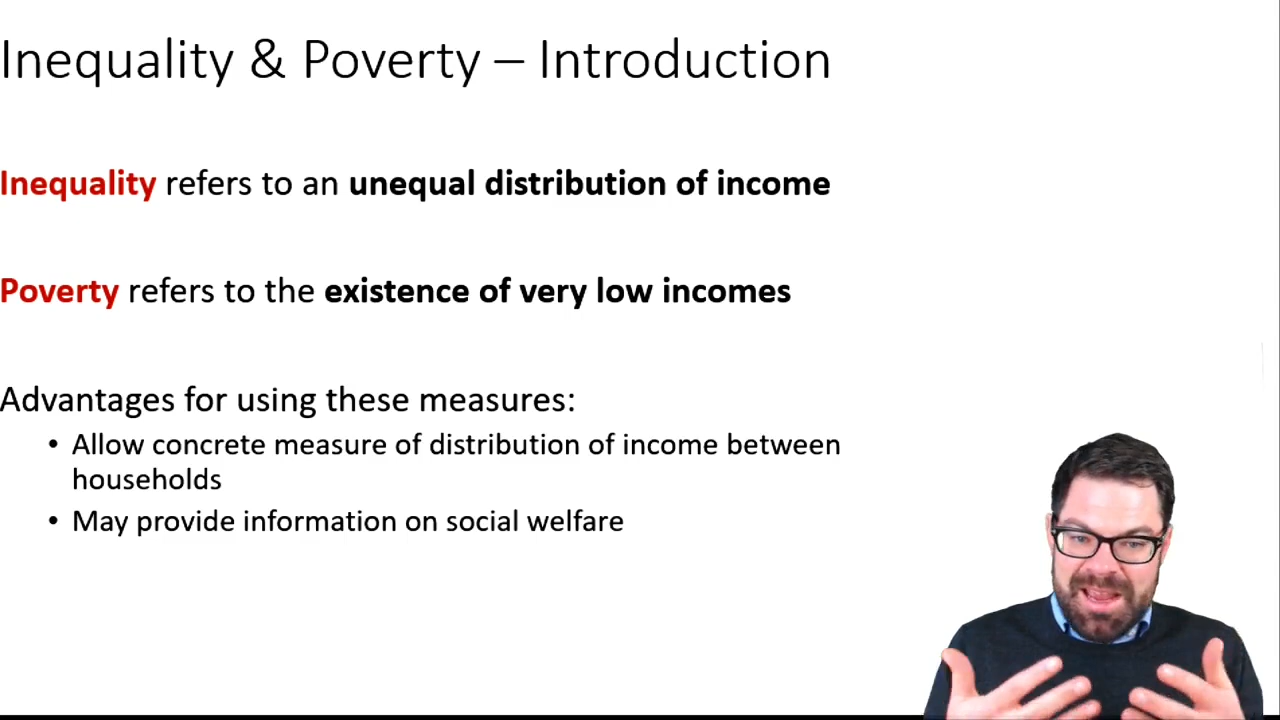 Inequality & Poverty – Introduction
Inequality refers to an unequal distribution of income
Poverty refers to the existence of very low incomes
Advantages for using these measures:
• Allow concrete measure of distribution of income between
households
• May provide information on social welfare